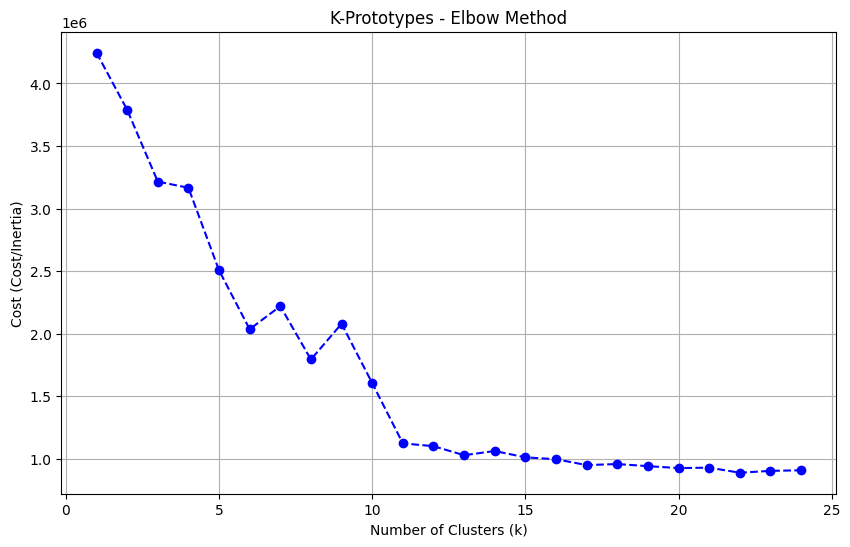 K-Prototypes - Elbow Method
1e6
4.0
3.5
3.0
2.5
2.0
1.5
1.0
Cost (Cost/Inertia)
0 5 10 15 20 25
Number of Clusters (k)